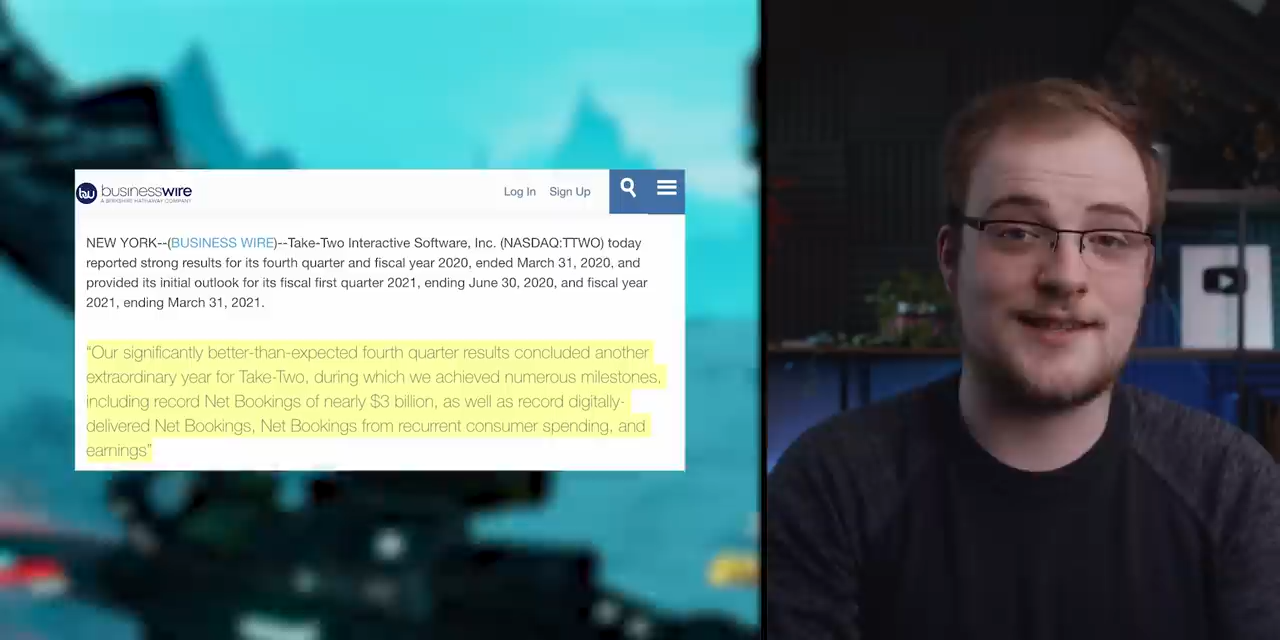 businesswire
A BERKSHIRE HATHAWAY COMPANY
Log In Sign Up
NEW YORK--(BUSINESS WIRE)--Take-Two Interactive Software, Inc. (NASDAQ:TTWO) today
reported strong results for its fourth quarter and fiscal year 2020, ended March 31, 2020, and
provided its initial outlook for its fiscal first quarter 2021, ending June 30, 2020, and fiscal year
2021, ending March 31, 2021.
“Our significantly better-than-expected fourth quarter results concluded another
extraordinary year for Take-Two, during which we achieved numerous milestones,
including record Net Bookings of nearly $3 billion, as well as record digitally-
delivered Net Bookings, Net Bookings from recurrent consumer spending, and
earnings”